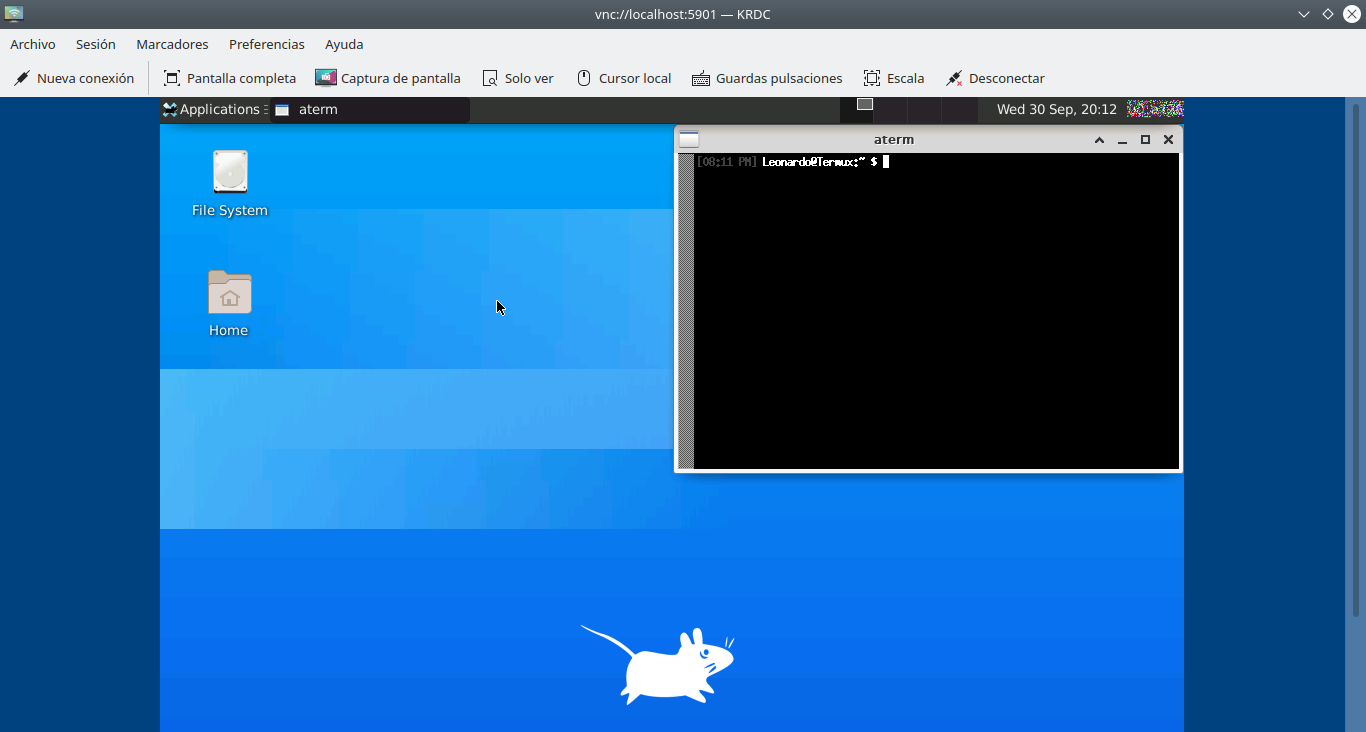 vnc://localhost:5901 — KRDC
Archivo Sesión Marcadores Preferencias Ayuda
Nueva conexión Pantalla completa Captura de pantalla Solo ver Cursor local Guardas pulsaciones Escala Desconectar
Applications aterm Wed 30 Sep, 20:12
aterm
[08:11 PM] Leonardo@Termux:~ $
File System
Home